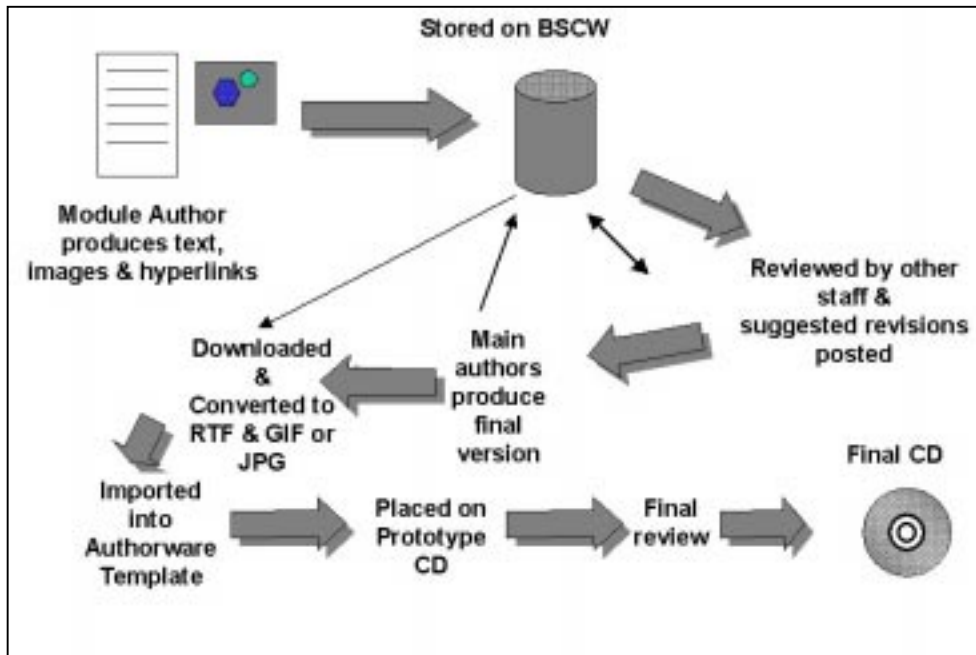 Stored on BSCW
Module Author
produces text,
images & hyperlinks
Reviewed by other
staff &
suggested revisions
posted
Main
authors
produce
final
version
Downloaded
&
Converted to
RTF & GIF or
JPG
Imported
into
Authorware
Template
Placed on
Prototype
CD
Final
review
Final CD